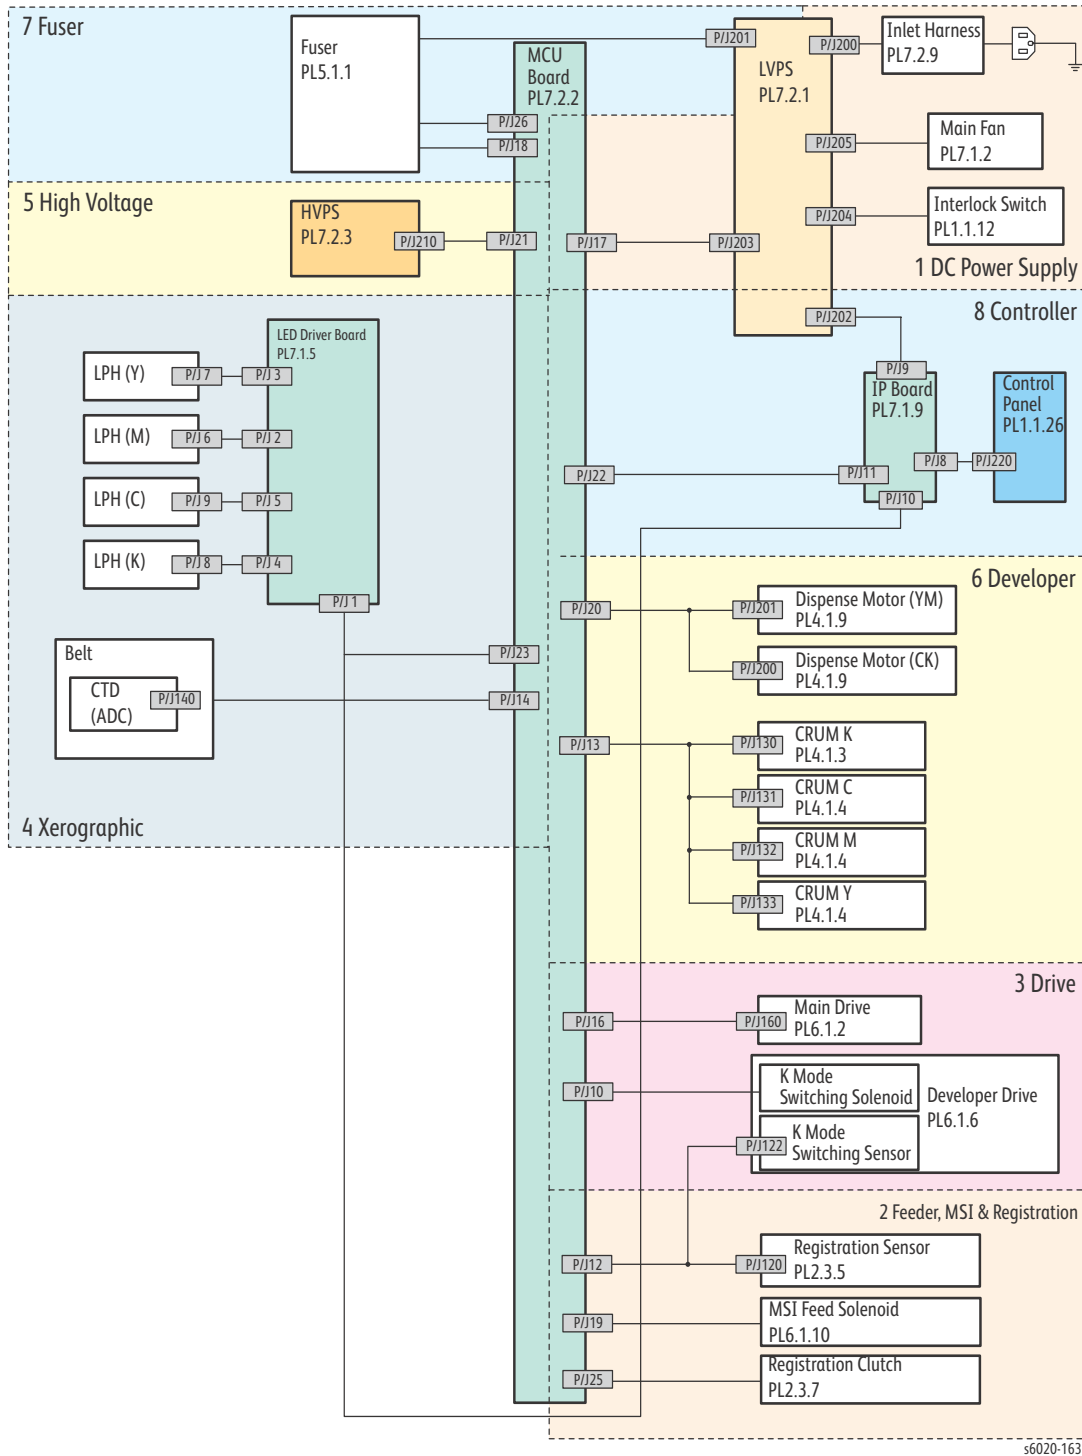 7 Fuser
Fuser
PL5.1.1
MCU
Board
PL7.2.2
P/J201
LVPS
PL7.2.1
P/J200
Inlet Harness
PL7.2.9
P/J26
P/J18
P/J205
Main Fan
PL7.1.2
5 High Voltage
HVPS
PL7.2.3
P/J210
P/J21
P/J17
P/J203
P/J204
Interlock Switch
PL1.1.12
1 DC Power Supply
P/J202
8 Controller
LED Driver Board
PL7.1.5
LPH (Y)
P/J 7
P/J 3
LPH (M)
P/J 6
P/J 2
LPH (C)
P/J 9
P/J 5
LPH (K)
P/J 8
P/J 4
P/J 1
P/J9
IP Board
PL7.1.9
P/J8
P/J220
Control
Panel
PL1.1.26
P/J22
P/J11
P/J10
6 Developer
P/J20
P/J201
Dispense Motor (YM)
PL4.1.9
P/J200
Dispense Motor (CK)
PL4.1.9
Belt
CTD
(ADC)
P/J140
P/J23
P/J14
P/J13
P/J130
CRUM K
PL4.1.3
P/J131
CRUM C
PL4.1.4
P/J132
CRUM M
PL4.1.4
P/J133
CRUM Y
PL4.1.4
4 Xerographic
3 Drive
P/J16
P/J160
Main Drive
PL6.1.2
P/J10
K Mode
Switching Solenoid
Developer Drive
PL6.1.6
P/J122
K Mode
Switching Sensor
2 Feeder, MSI & Registration
P/J12
P/J120
Registration Sensor
PL2.3.5
P/J19
MSI Feed Solenoid
PL6.1.10
P/J25
Registration Clutch
PL2.3.7
s6020-163